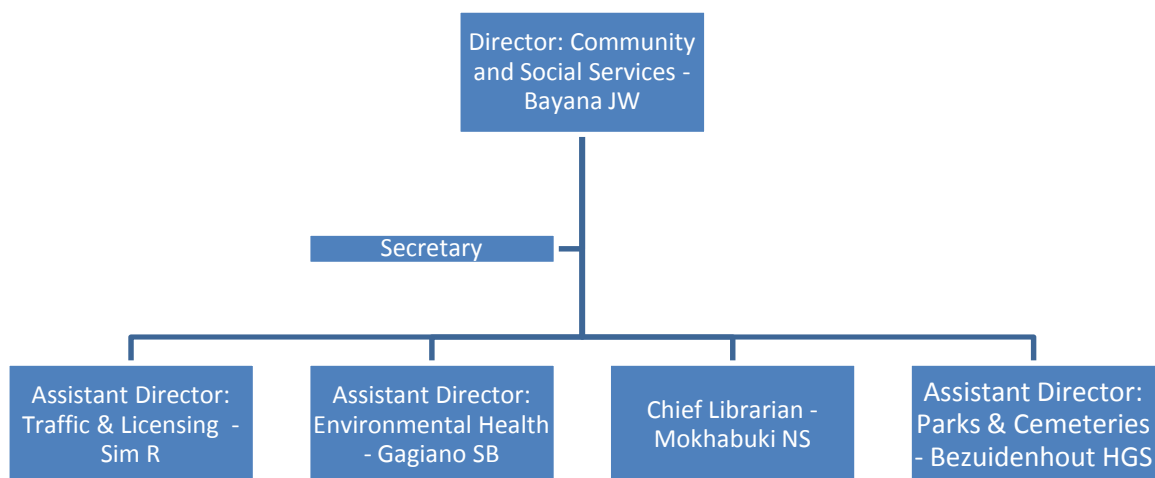 Director: Community
and Social Services -
Bayana JW
Secretary
Assistant Director:
Traffic & Licensing -
Sim R
Assistant Director:
Environmental Health
- Gagiano SB
Chief Librarian -
Mokhabuki NS
Assistant Director:
Parks & Cemeteries
- Bezuidenhout HGS